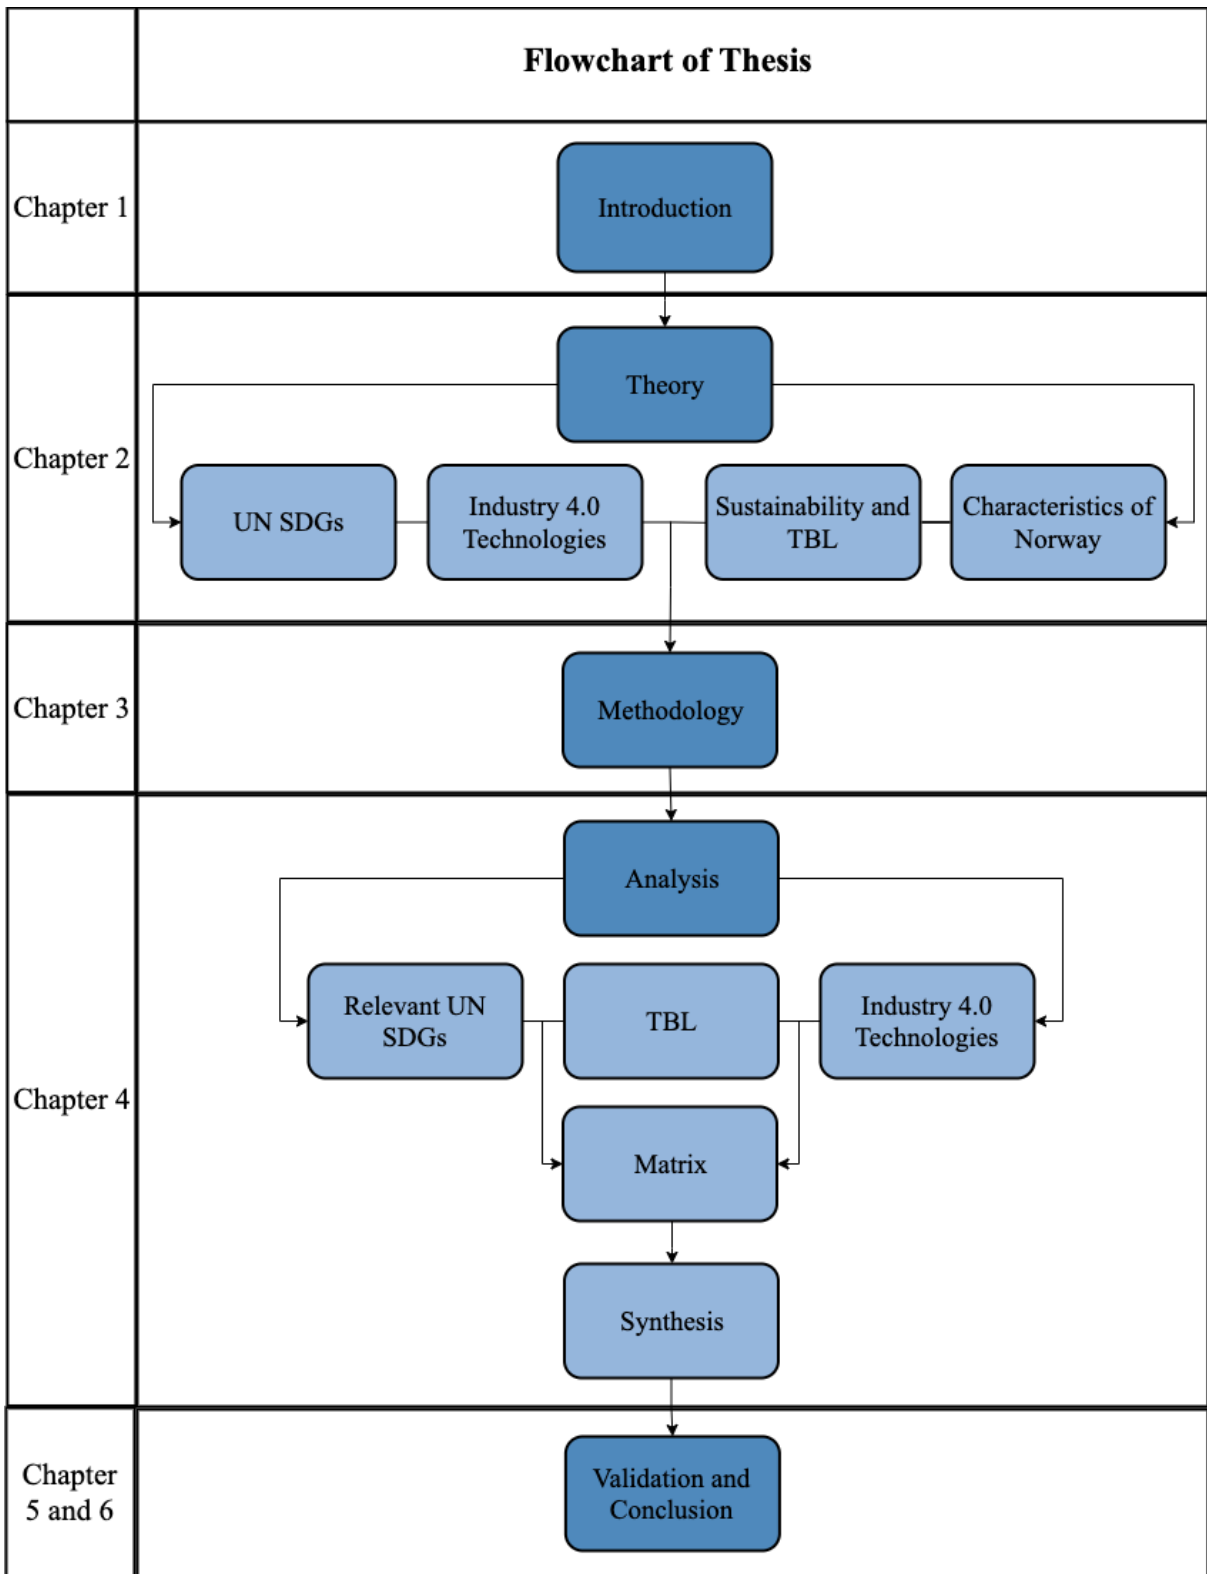 Flowchart of Thesis
Chapter 1
Introduction
Chapter 2
Theory
UN SDGs
Industry 4.0
Technologies
Sustainability and
TBL
Characteristics of
Norway
Chapter 3
Methodology
Chapter 4
Analysis
Relevant UN
SDGs
TBL
Industry 4.0
Technologies
Matrix
Synthesis
Chapter
5 and 6
Validation and
Conclusion